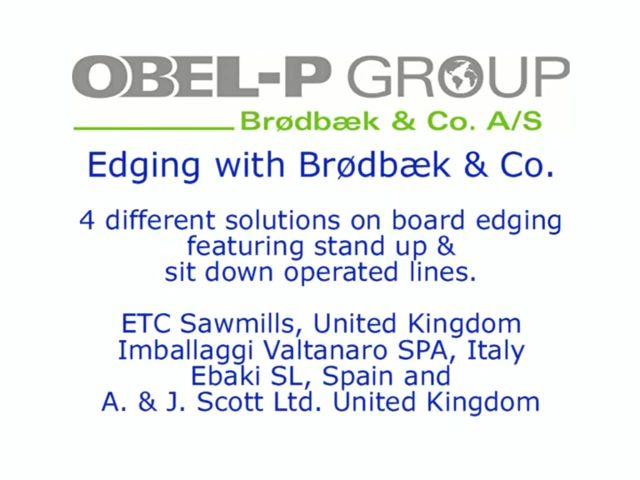 OBEL-P GROUP
Brødbæk & Co. A/S
Edging with Brødbæk & Co.
4 different solutions on board edging
featuring stand up &
sit down operated lines.
ETC Sawmills, United Kingdom
Imballaggi Valtanaro SPA, Italy
Ebaki SL, Spain and
A. & J. Scott Ltd. United Kingdom